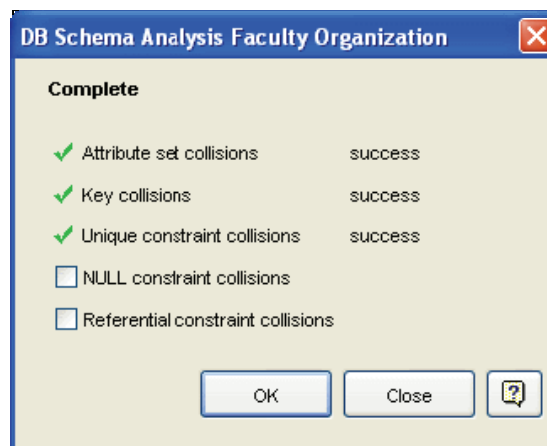 DB Schema Analysis Faculty Organization
Complete
Attribute set collisions success
Key collisions success
Unique constraint collisions success
NULL constraint collisions
Referential constraint collisions
OK Close ?